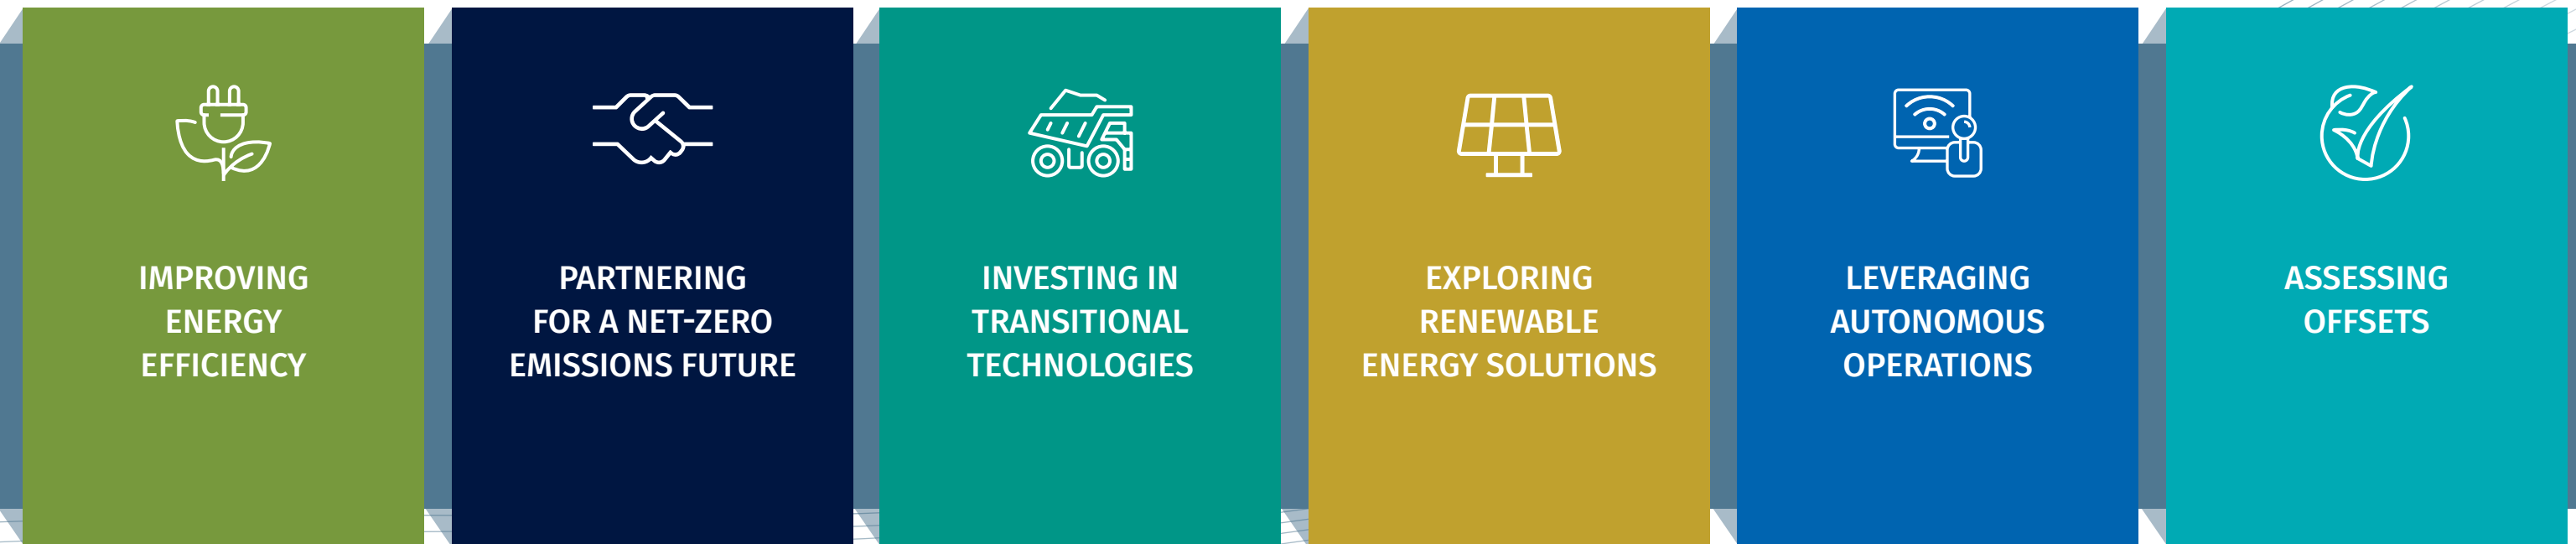 IMPROVING
ENERGY
EFFICIENCY
PARTNERING
FOR A NET-ZERO
EMISSIONS FUTURE
INVESTING IN
TRANSITIONAL
TECHNOLOGIES
EXPLORING
RENEWABLE
ENERGY SOLUTIONS
LEVERAGING
AUTONOMOUS
OPERATIONS
ASSESSING
OFFSETS